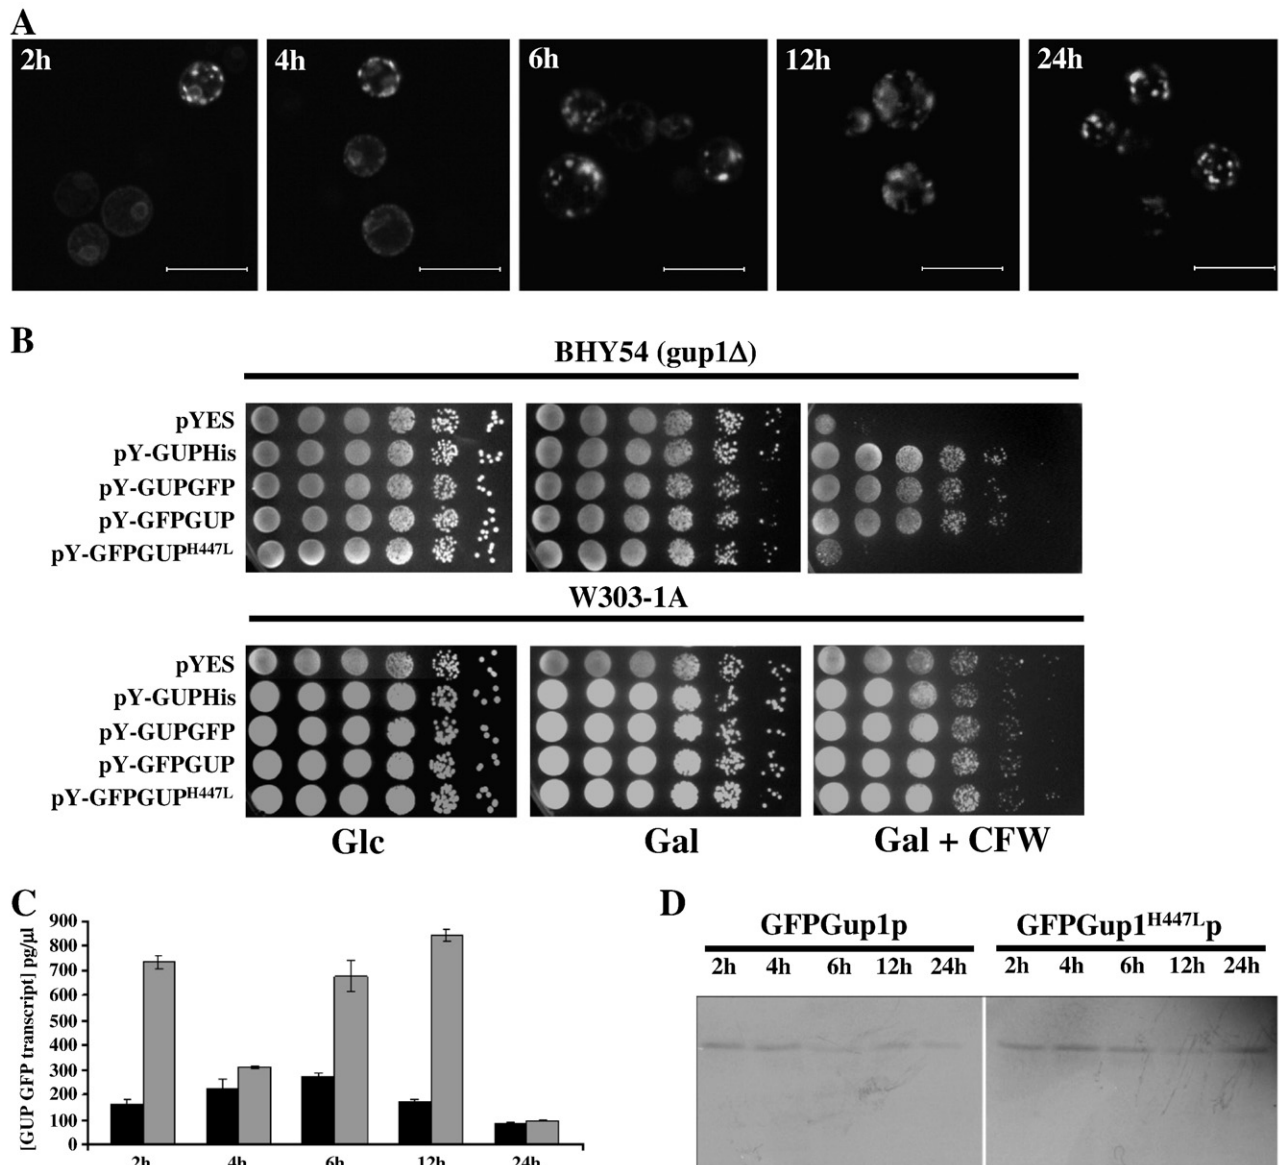 A
2h 4h 6h 12h 24h
B
BHY54 (gup1Δ)
pYES
pY-GUPHis
pY-GUPGFP
pY-GFPGUP
pY-GFPGUPH447L
W303-1A
pYES
pY-GUPHis
pY-GUPGFP
pY-GFPGUP
pY-GFPGUPH447L
Glc Gal Gal + CFW
C
[GUP GFP transcript] pg/µl
900
800
700
600
500
400
300
200
100
0
2h 4h 6h 12h 24h
D
GFPGup1p GFPGup1H447Lp
2h 4h 6h 12h 24h 2h 4h 6h 12h 24h